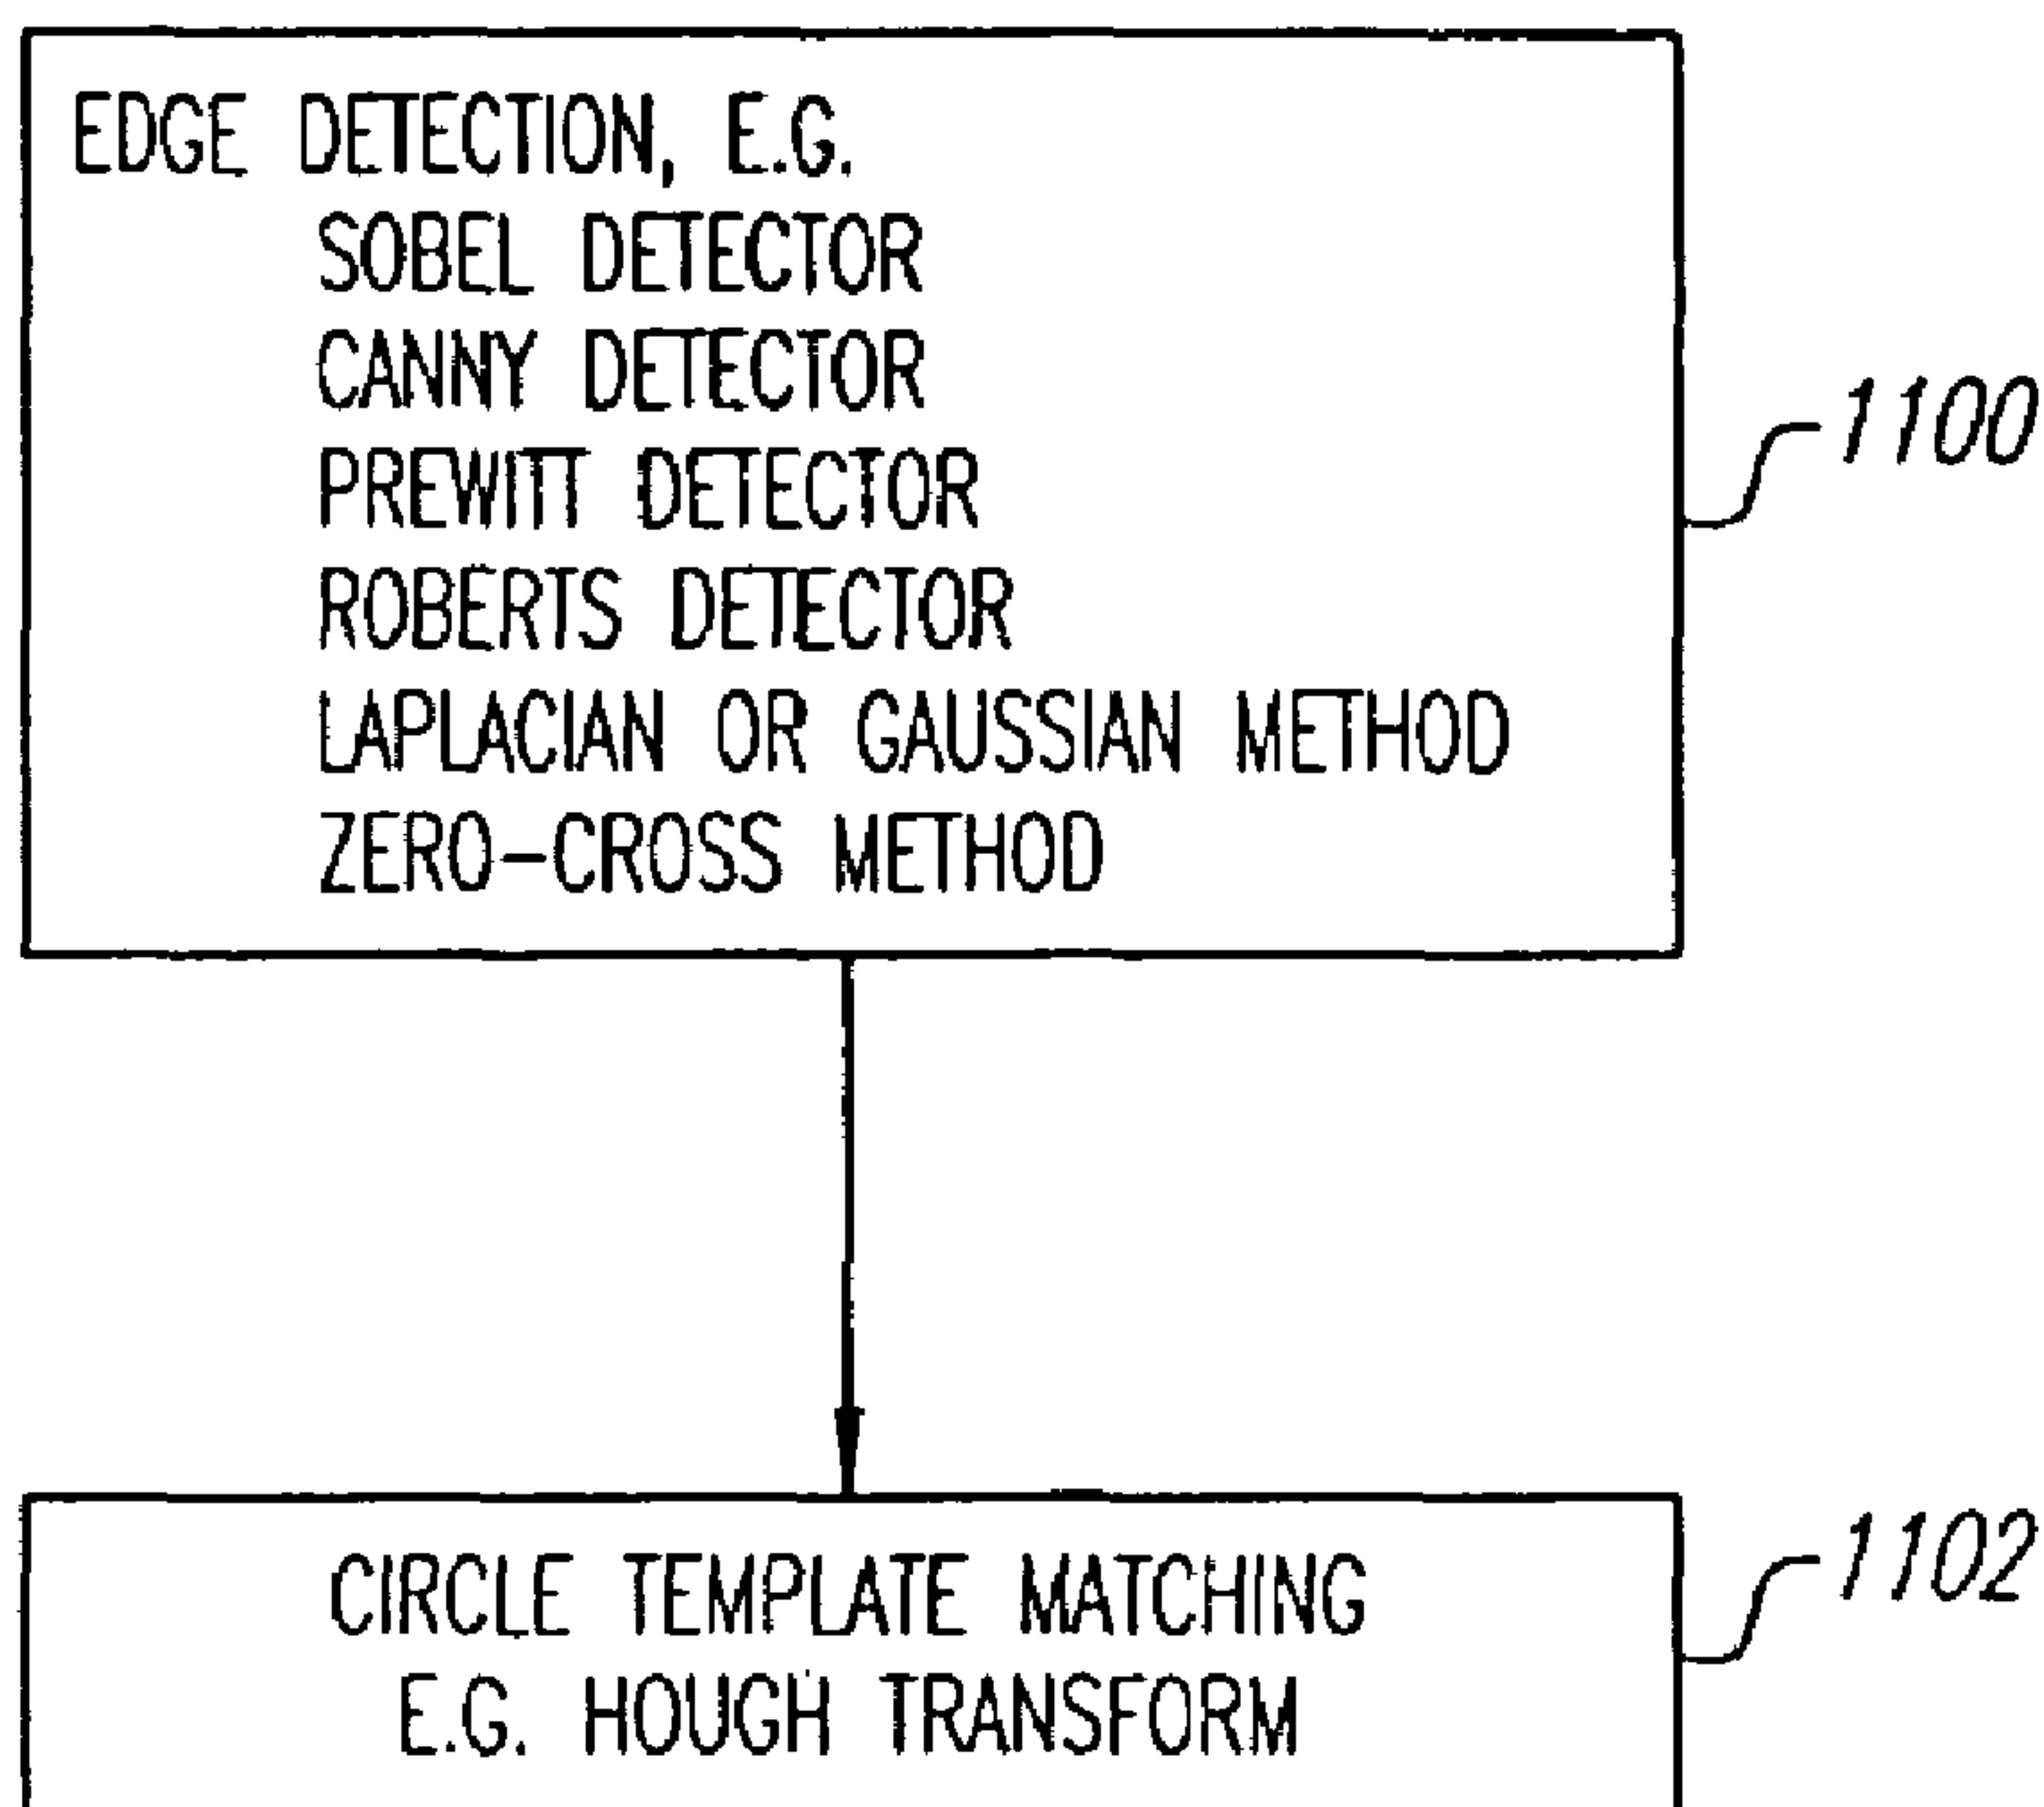 EDGE DETECTION, E.G.
SOBEL DETECTOR
CANNY DETECTOR
PREWITT DETECTOR
ROBERTS DETECTOR
LAPLACIAN OR GAUSSIAN METHOD
ZERO-CROSS METHOD
1100
CIRCLE TEMPLATE MATCHING
E.G. HOUGH TRANSFORM
1102